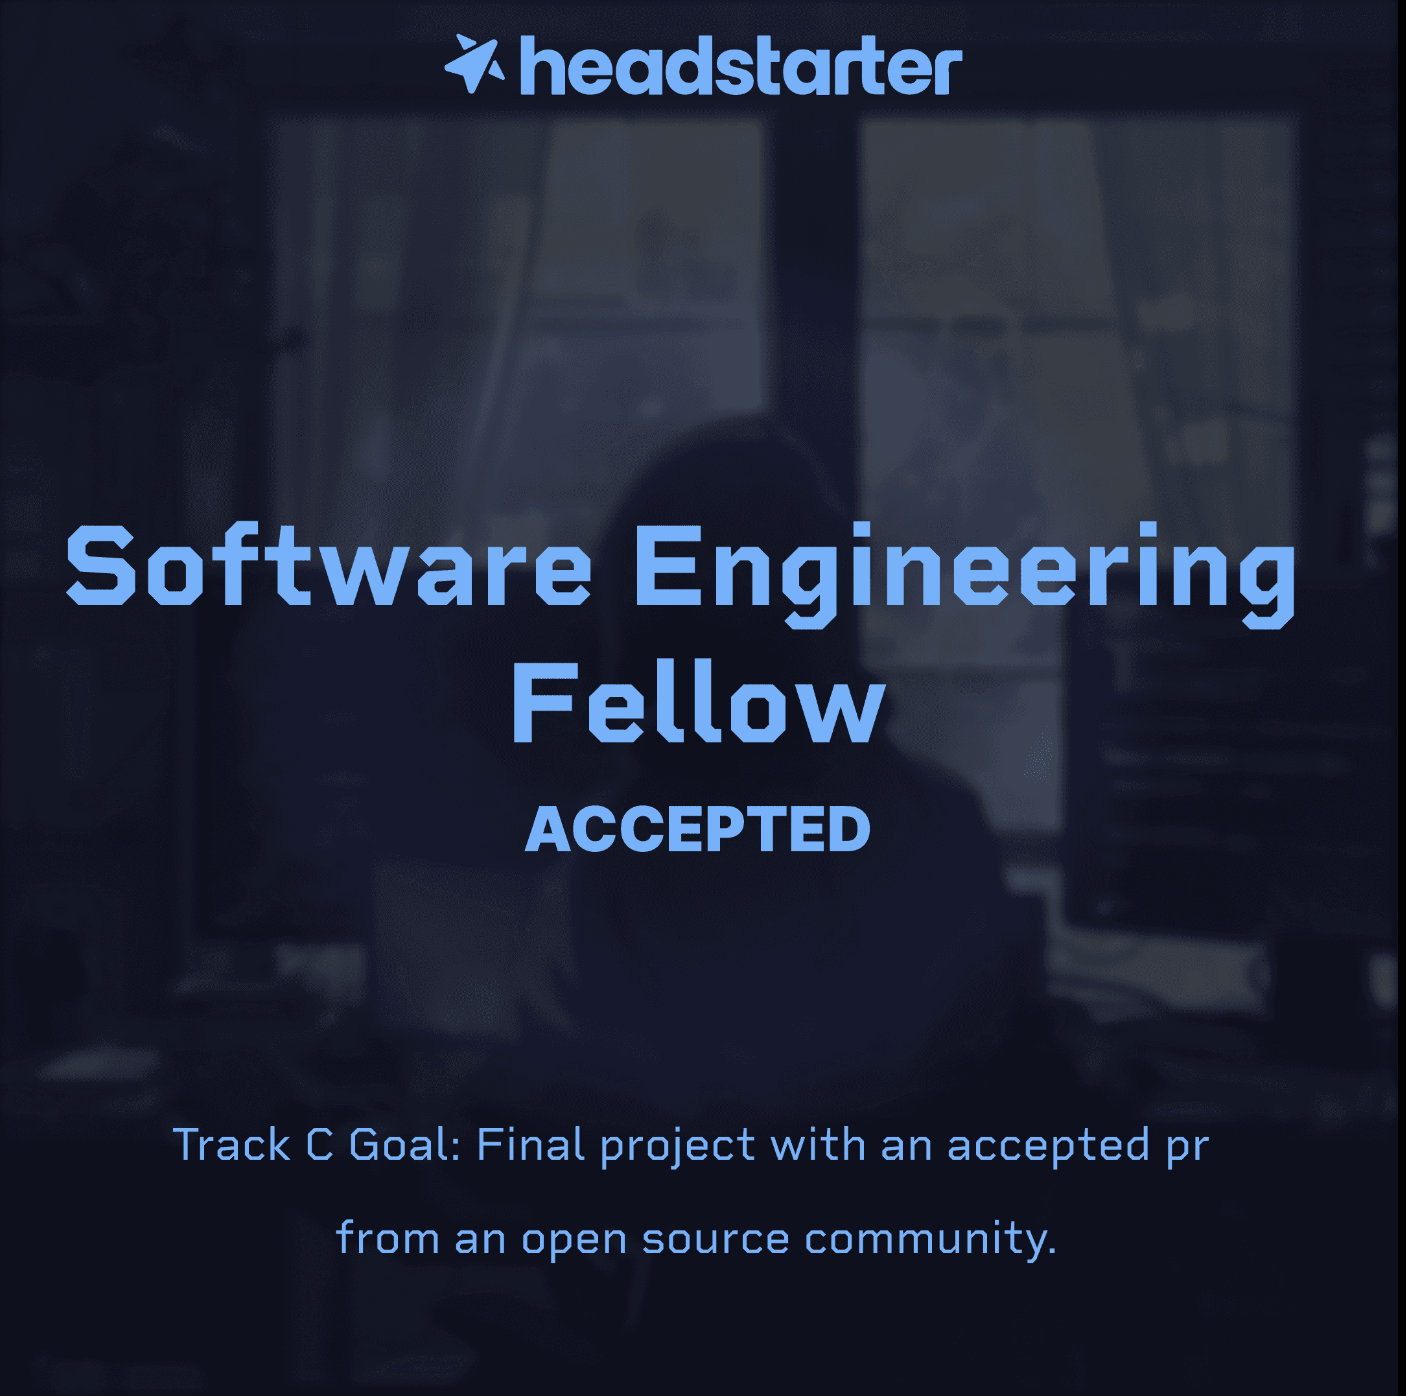 headstarter
Software Engineering
Fellow
ACCEPTED
Track C Goal: Final project with an accepted pr
from an open source community.